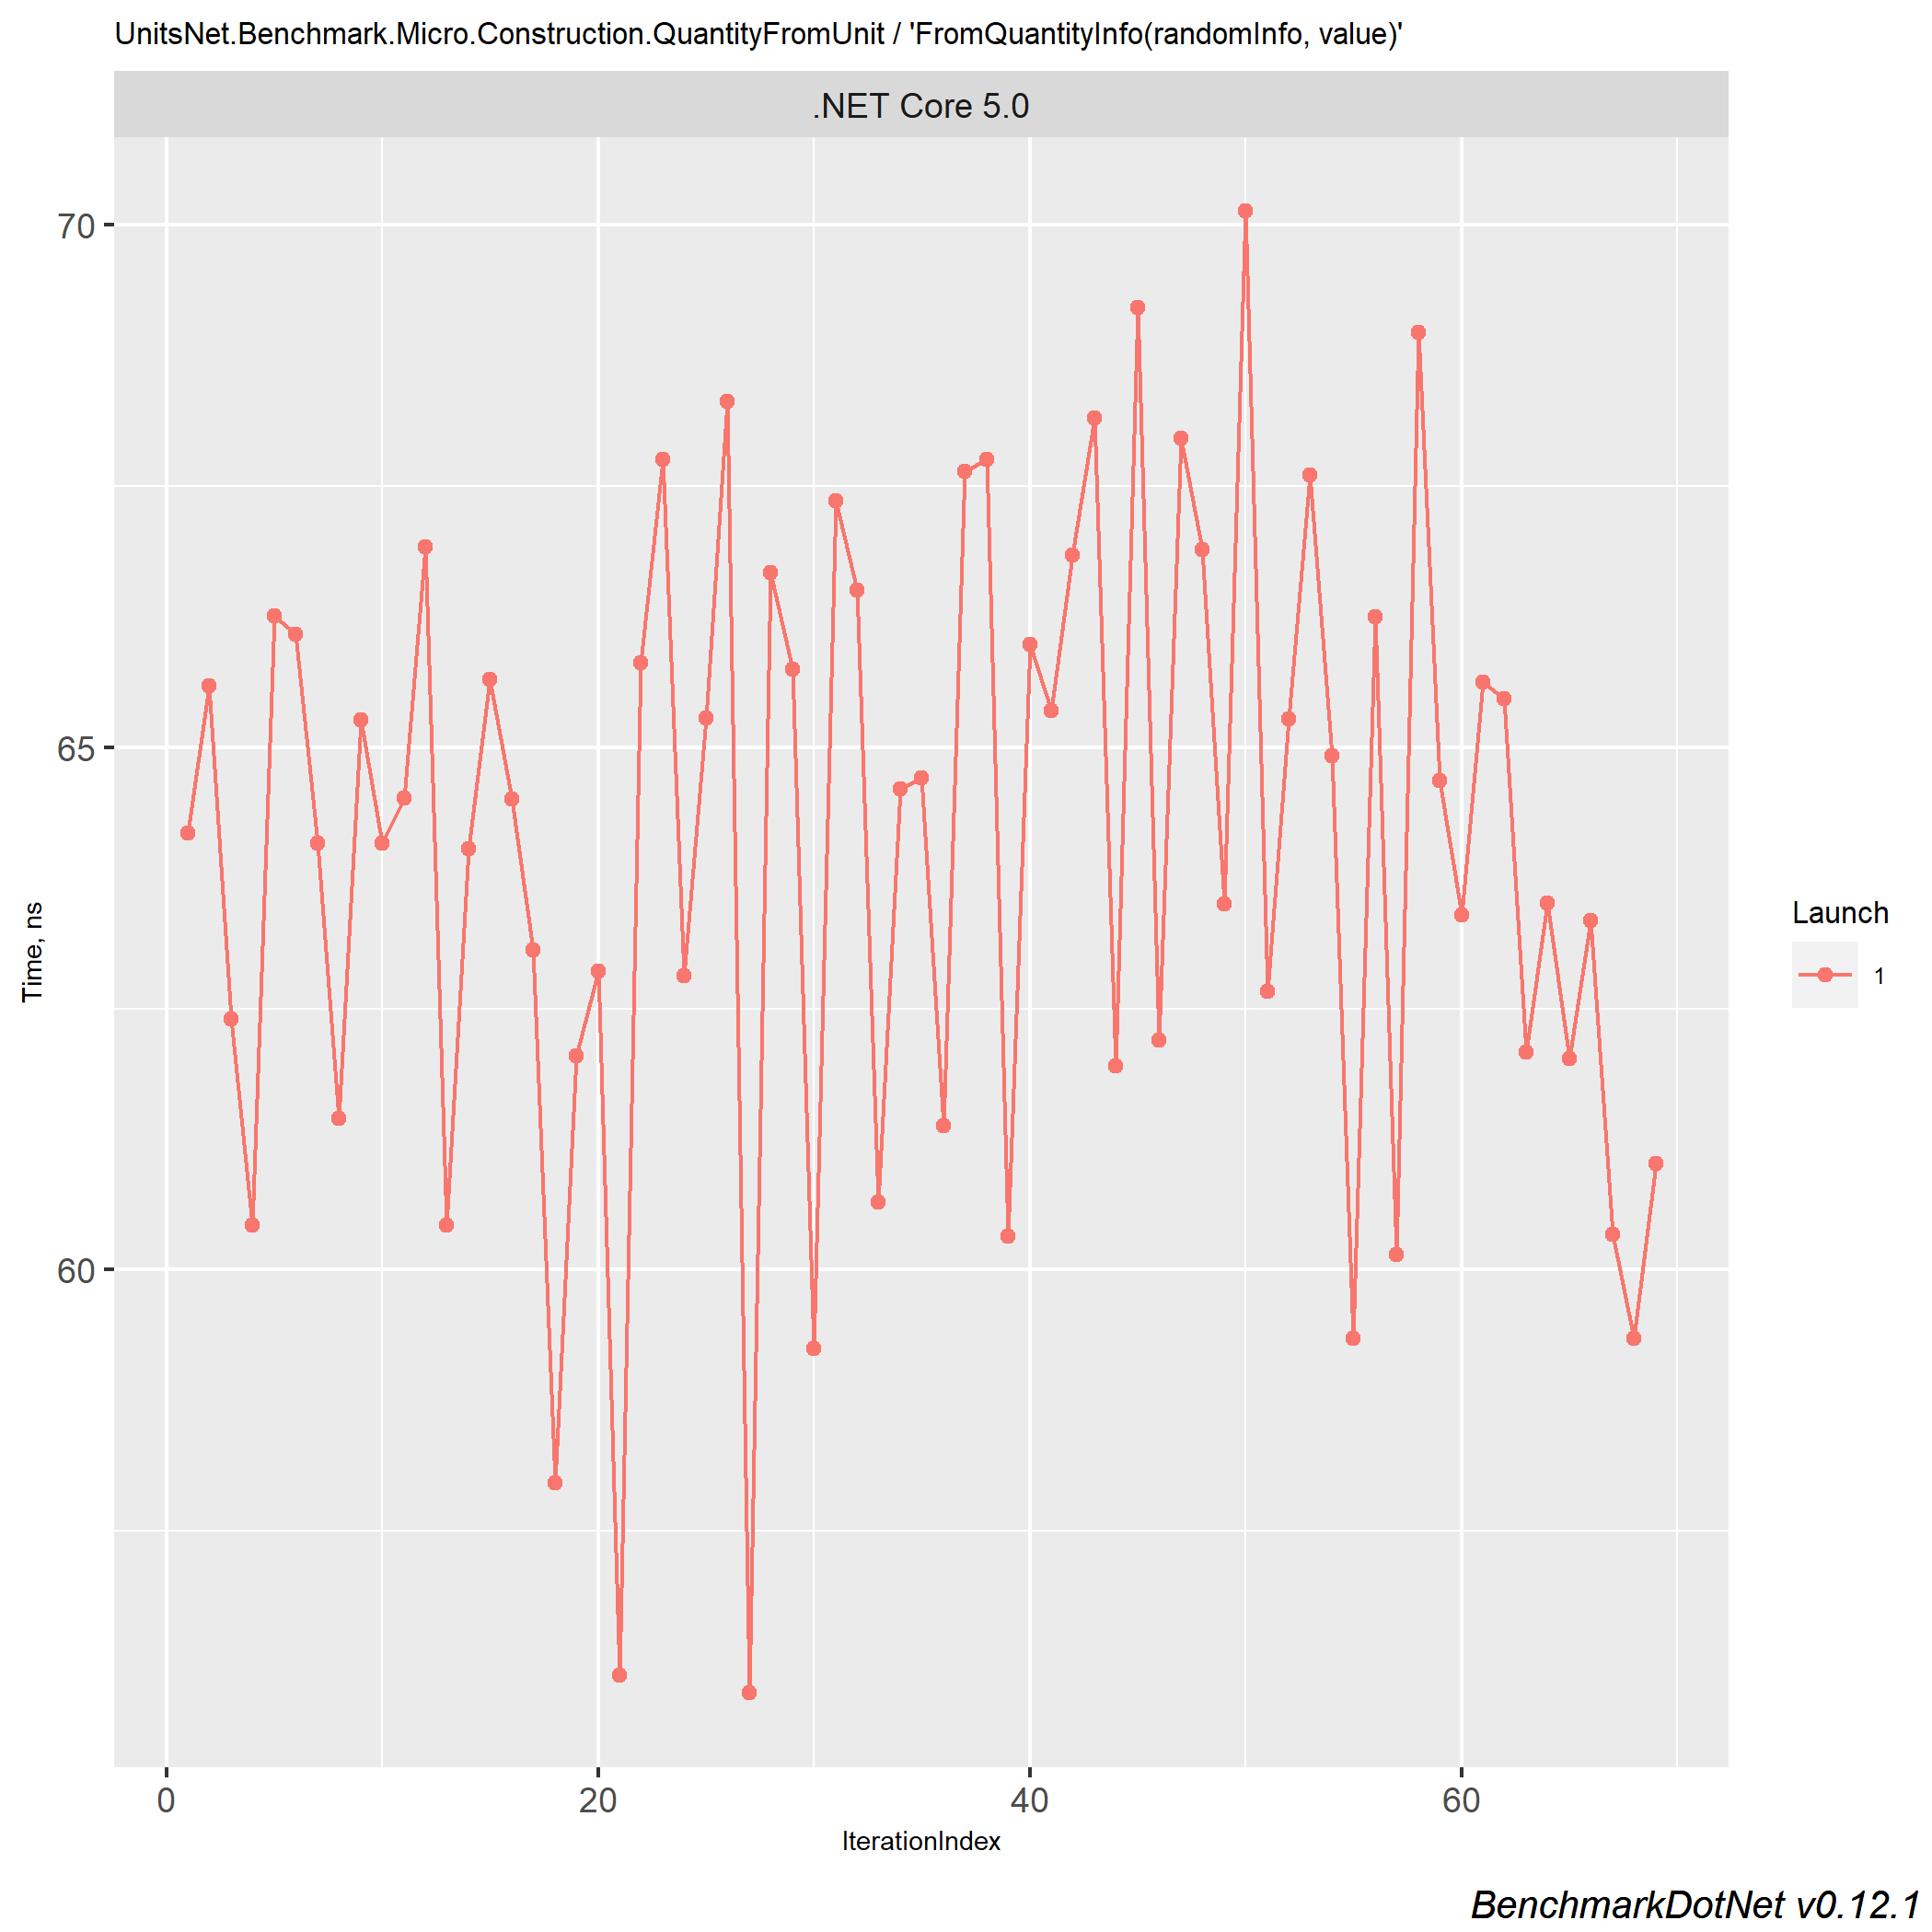 UnitsNet.Benchmark.Micro.Construction.QuantityFromUnit / 'FromQuantityInfo(randomInfo, value)'
.NET Core 5.0
70
65
60
Time, ns
0 20 40 60
IterationIndex
Launch
1
BenchmarkDotNet v0.12.1